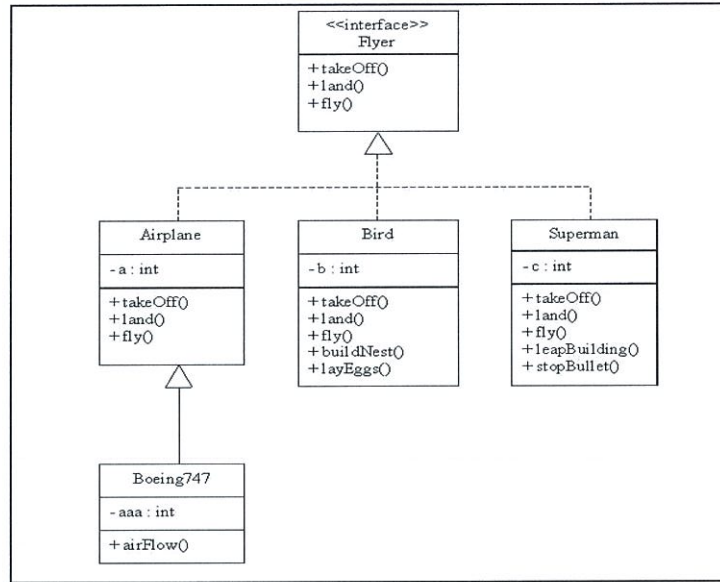 <<interface>>
Flyer
+takeOff()
+land()
+fly()
Airplane
-a : int
+takeOff()
+land()
+fly()
Bird
-b : int
+takeOff()
+land()
+fly()
+buildNest()
+layEggs()
Superman
-c : int
+takeOff()
+land()
+fly()
+leapBuilding()
+stopBullet()
Boeing747
-aaa : int
+airFlow()